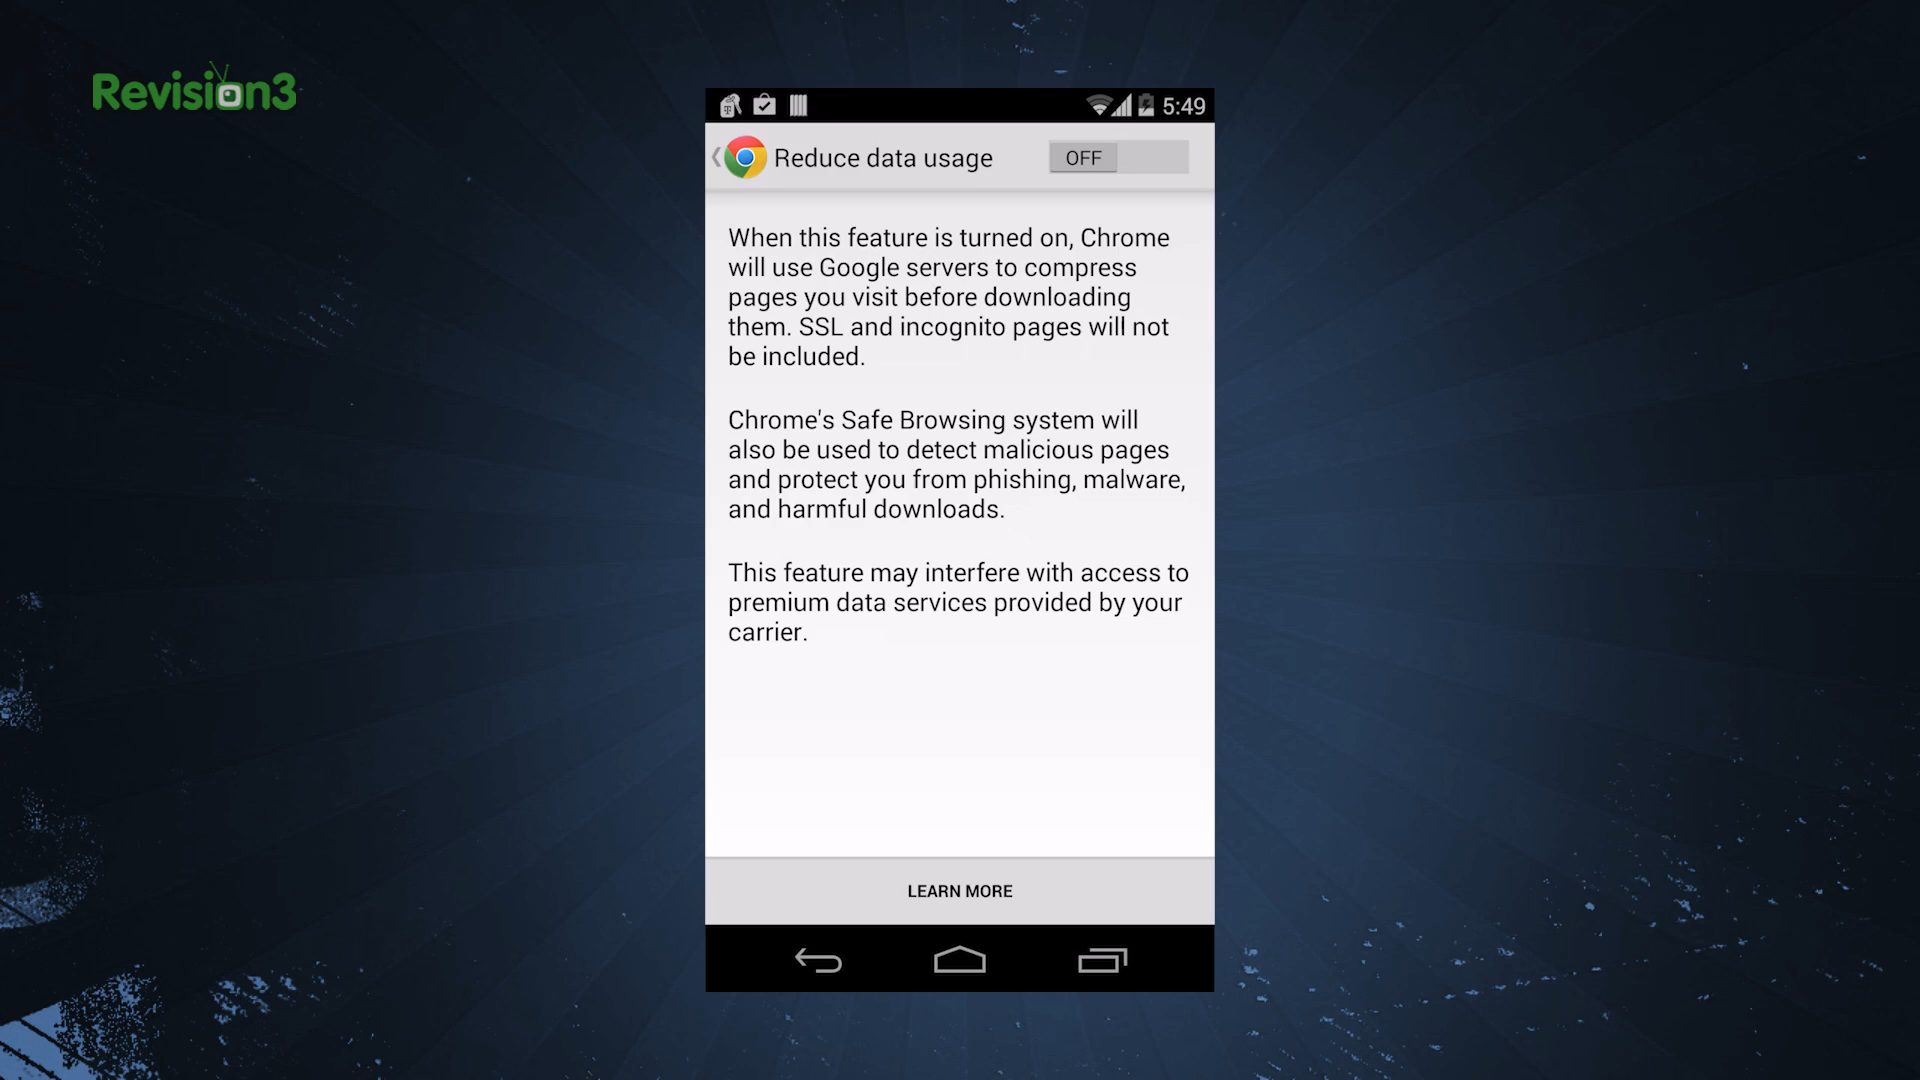 Revision3
5:49
Reduce data usage
OFF
When this feature is turned on, Chrome
will use Google servers to compress
pages you visit before downloading
them. SSL and incognito pages will not
be included.
Chrome's Safe Browsing system will
also be used to detect malicious pages
and protect you from phishing, malware,
and harmful downloads.
This feature may interfere with access to
premium data services provided by your
carrier.
LEARN MORE